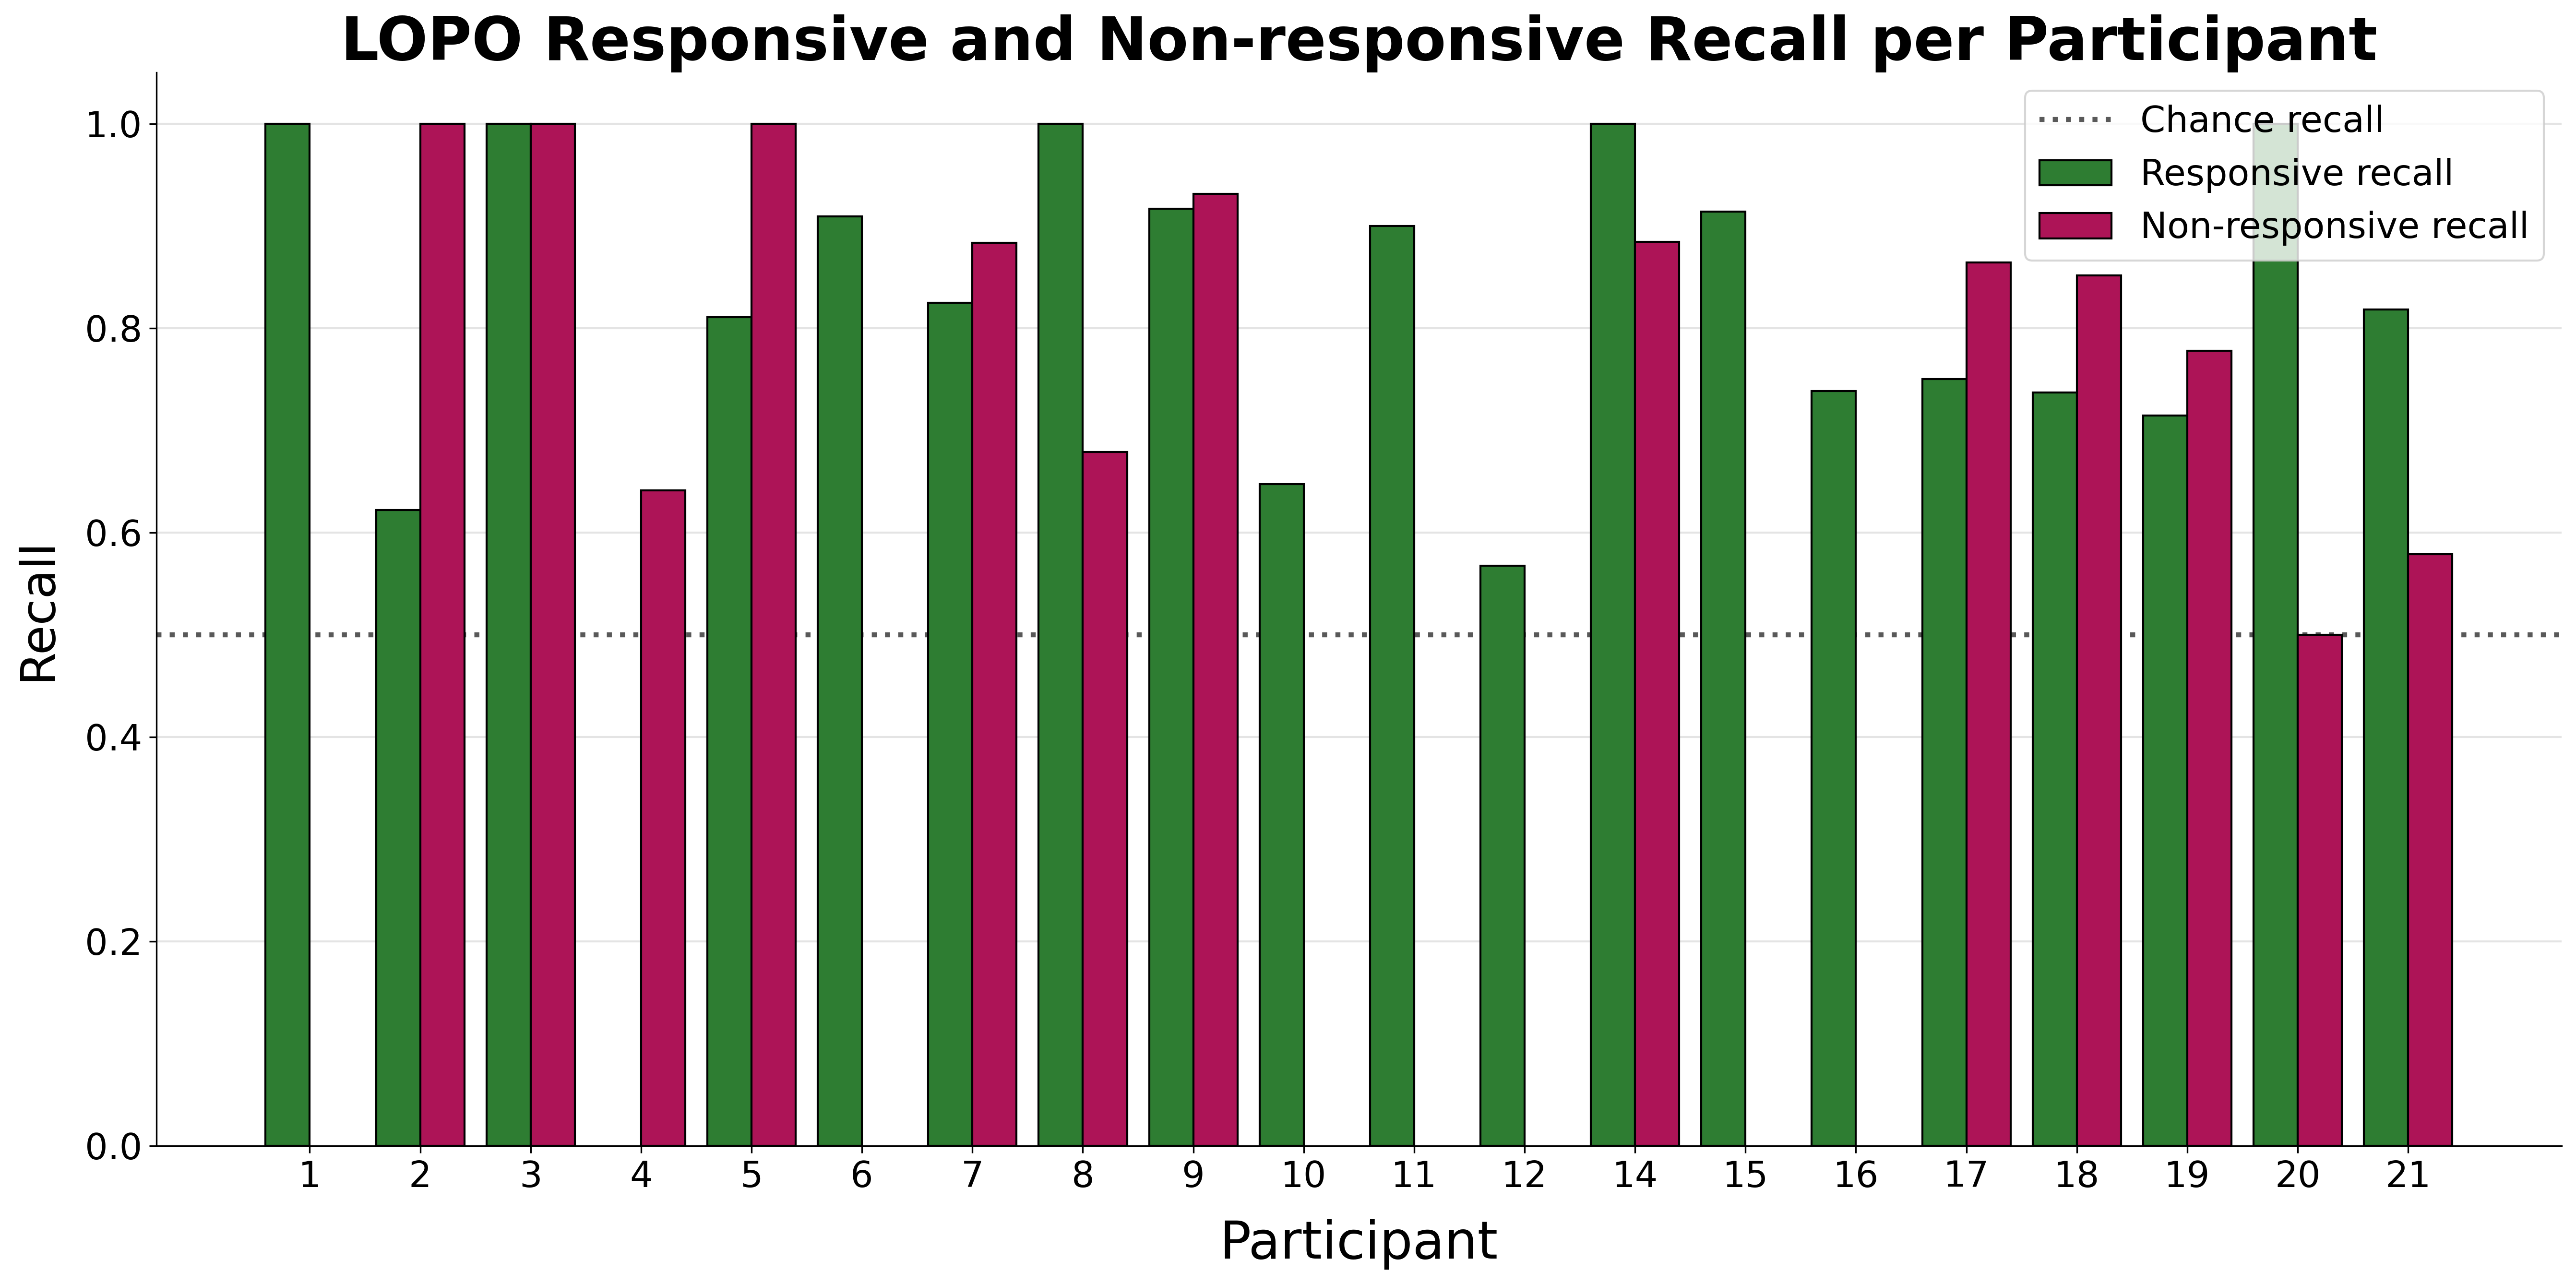 LOPO Responsive and Non-responsive Recall per Participant
Chance recall
Responsive recall
Non-responsive recall
1.0
0.8
0.6
0.4
0.2
0.0
Recall
1 2 3 4 5 6 7 8 9 10 11 12 14 15 16 17 18 19 20 21
Participant